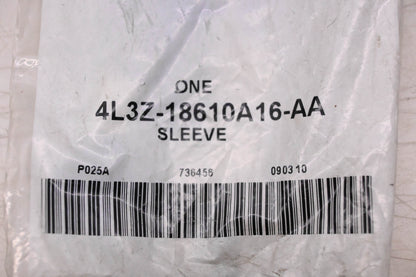 ONE
4L3Z-18610A16-AA
SLEEVE
P025A 736456 090310